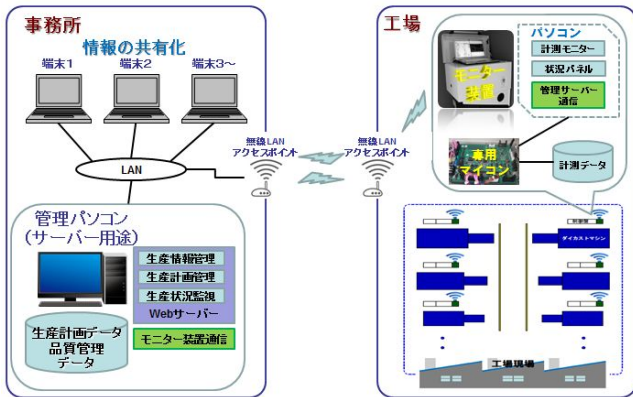 事務所
情報の共有化
端末1
端末2
端末3～
LAN
無線LAN
アクセスポイント
管理パソコン
(サーバー用途)
生産情報管理
生産計画管理
生産状況監視
Webサーバー
モニター装置通信
生産計画データ
品質管理
データ
工場
無線LAN
アクセスポイント
モニター
装置
パソコン
計測モニター
状況パネル
管理サーバー
通信
専用
マイコン
計測データ
ダイカストマシン
工場現場